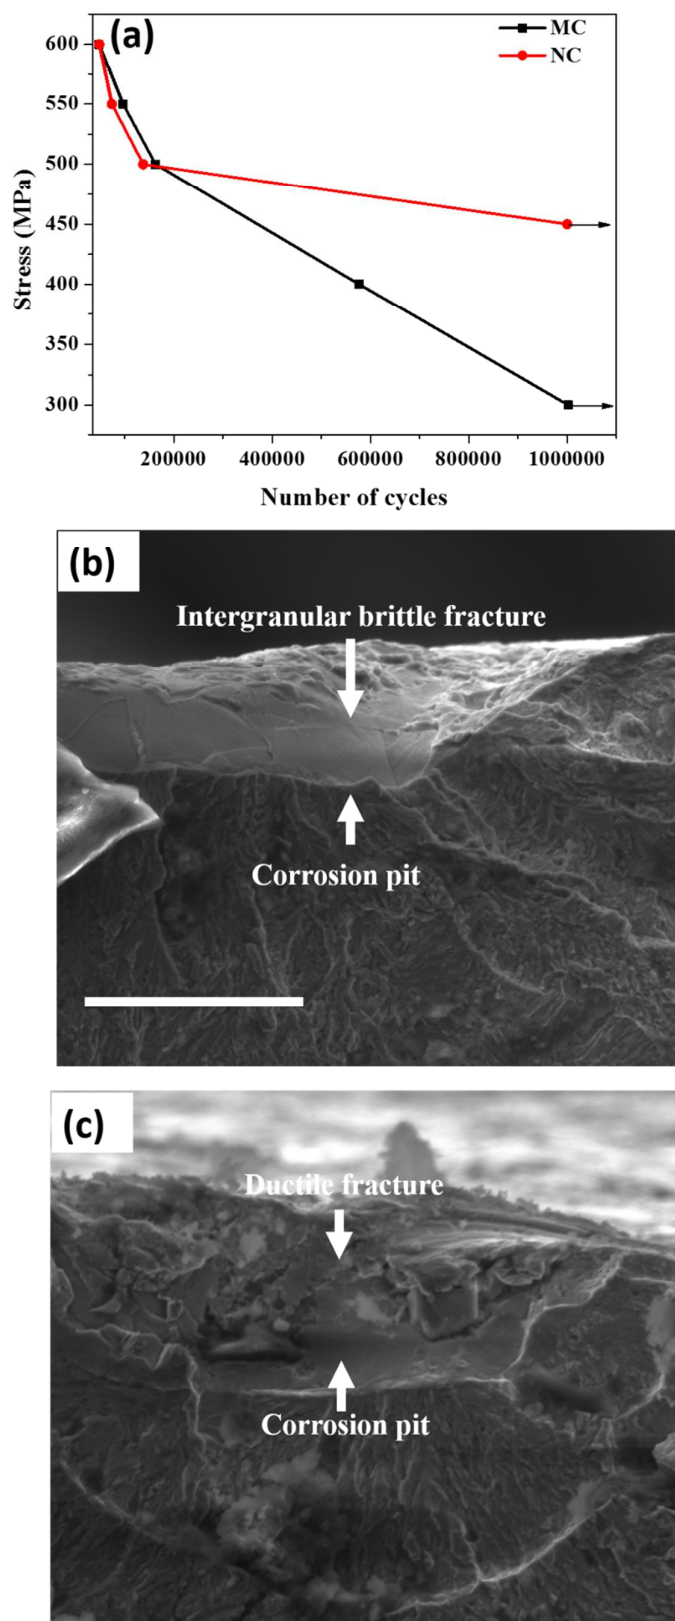 (a)
MC
NC
600
550
500
450
400
350
300
Stress (MPa)
200000 400000 600000 800000 1000000
Number of cycles
(b)
Intergranular brittle fracture
Corrosion pit
(c)
Ductile fracture
Corrosion pit